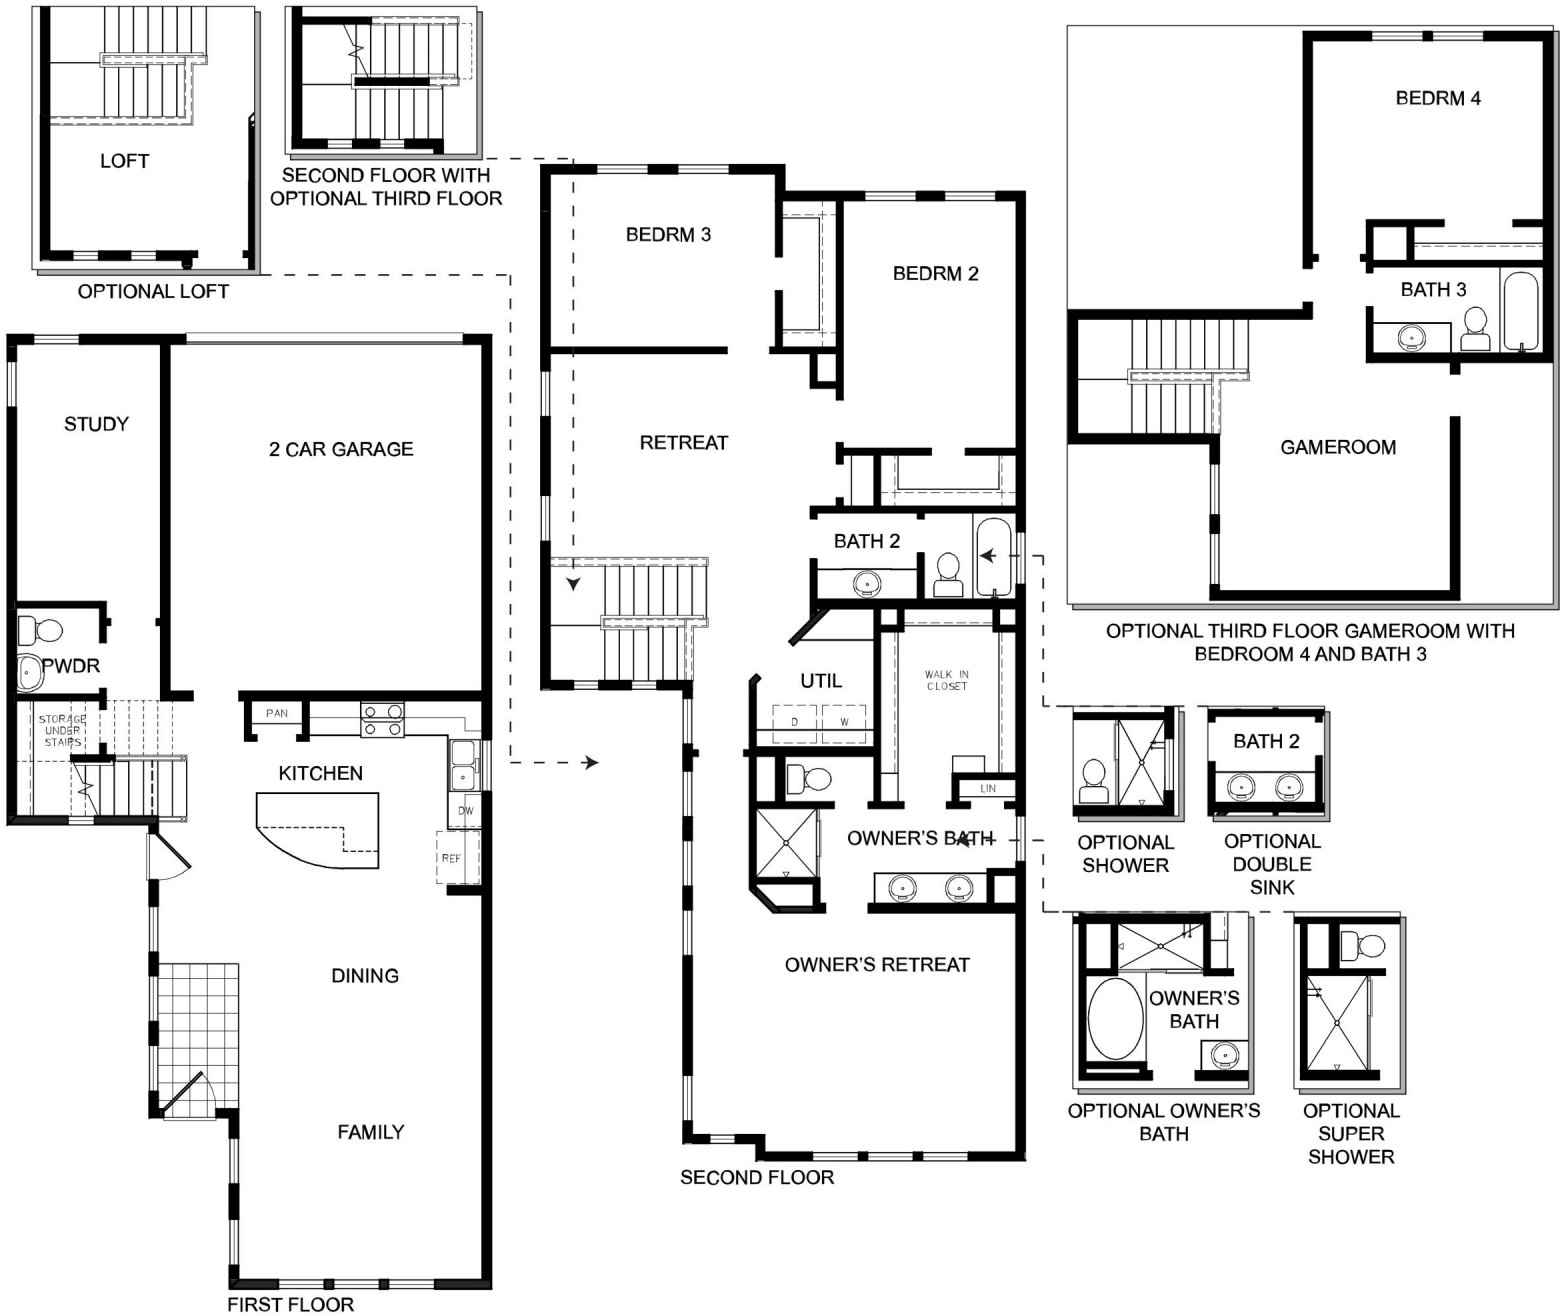 LOFT
OPTIONAL LOFT
SECOND FLOOR WITH
OPTIONAL THIRD FLOOR
STUDY
2 CAR GARAGE
PWDR
STORAGE
UNDER
STAIRS
PAN
KITCHEN
DW
REF
DINING
FAMILY
FIRST FLOOR
BEDRM 3
BEDRM 2
RETREAT
BATH 2
UTIL
D
W
WALK IN
CLOSET
LIN
OWNER'S BATH
OWNER'S RETREAT
SECOND FLOOR
BEDRM 4
BATH 3
GAMEROOM
OPTIONAL THIRD FLOOR GAMEROOM WITH
BEDROOM 4 AND BATH 3
OPTIONAL
SHOWER
BATH 2
OPTIONAL
DOUBLE
SINK
OWNER'S
BATH
OPTIONAL OWNER'S
BATH
OPTIONAL
SUPER
SHOWER